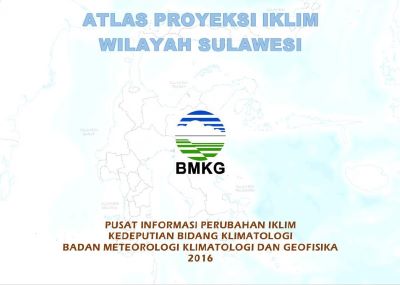 ATLAS PROYEKSI IKLIM
WILAYAH SULAWESI
BMKG
PUSAT INFORMASI PERUBAHAN IKLIM
KEDEPUTIAN BIDANG KLIMATOLOGI
BADAN METEOROLOGI KLIMATOLOGI DAN GEOFISIKA
2016